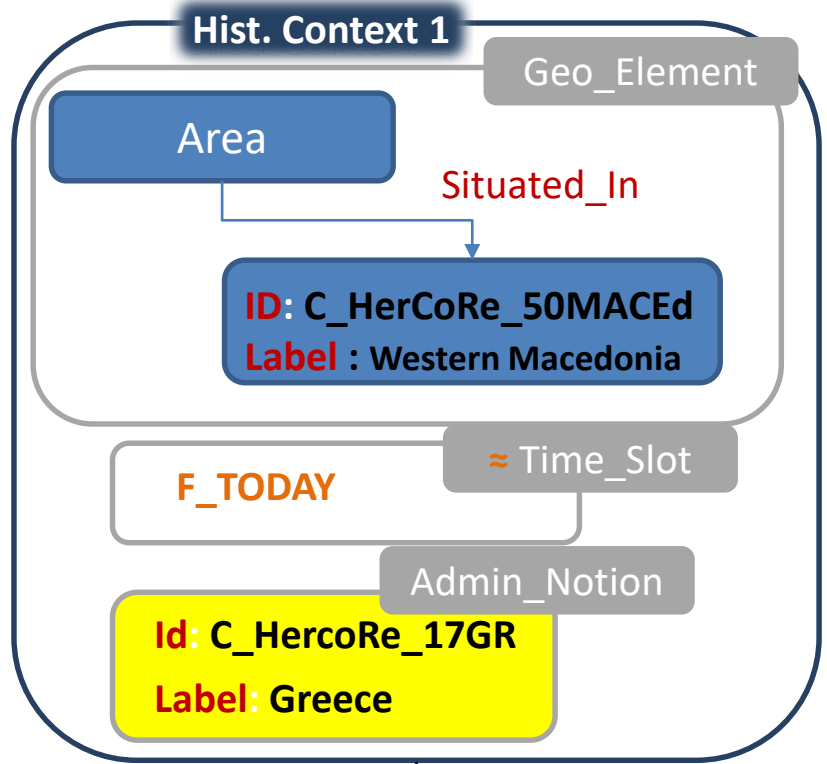 Hist. Context 1
Geo_Element
Area
Situated_In
ID: C_HerCoRe_50MACEd
Label : Western Macedonia
≈ Time_Slot
F_TODAY
Admin_Notion
Id: C_HercoRe_17GR
Label: Greece